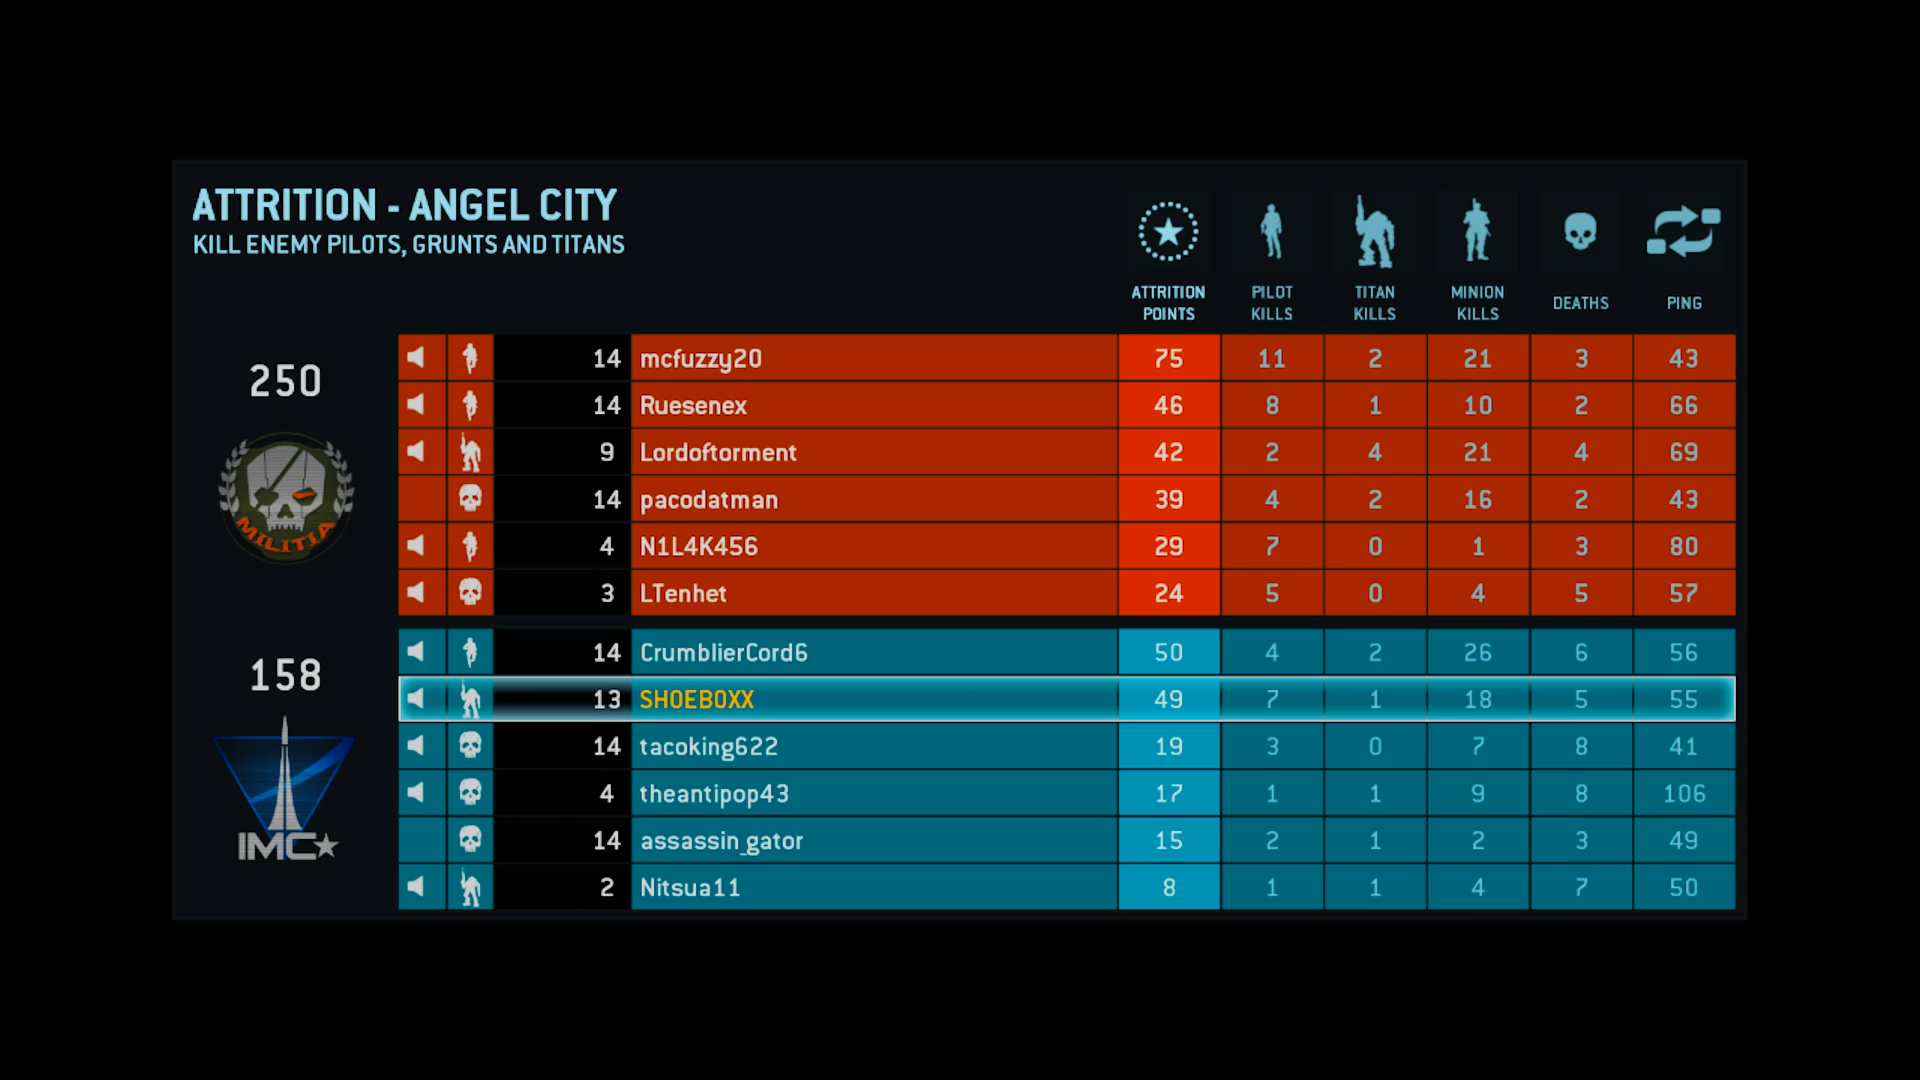 ATTRITION - ANGEL CITY
KILL ENEMY PILOTS, GRUNTS AND TITANS
ATTRITION POINTS PILOT KILLS TITAN KILLS MINION KILLS DEATHS PING
250
MILITIA
14 mcfuzzy20 75 11 2 21 3 43
14 Ruesenex 46 8 1 10 2 66
9 Lordoftorment 42 2 4 21 4 69
14 pacodatman 39 4 2 16 2 43
4 N1L4K456 29 7 0 1 3 80
3 LTenhet 24 5 0 4 5 57
158
IMC
14 CrumblierCord6 50 4 2 26 6 56
13 SHOEBOXX 49 7 1 18 5 55
14 tacoking622 19 3 0 7 8 41
4 theantipop43 17 1 1 9 8 106
14 assassin_gator 15 2 1 2 3 49
2 Nitsua11 8 1 1 4 7 50